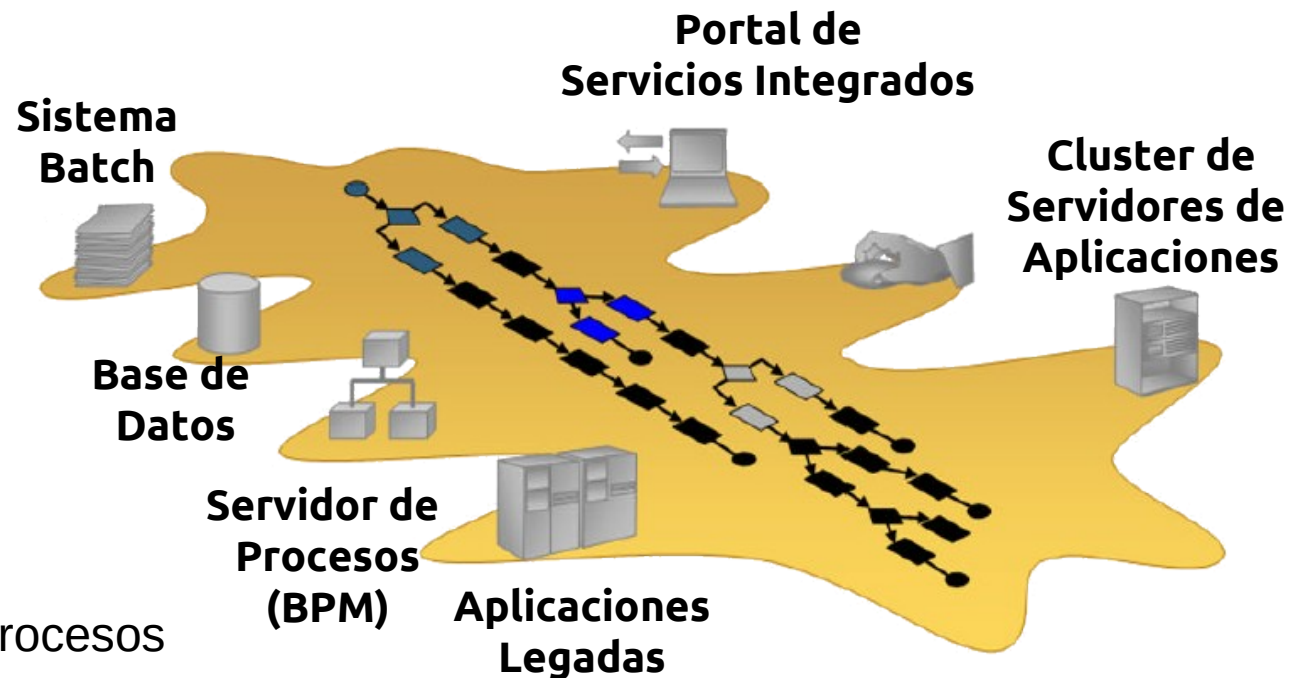 Portal de
Servicios Integrados
Sistema
Batch
Cluster de
Servidores de
Aplicaciones
Base de
Datos
Servidor de
Procesos
(BPM)
Aplicaciones
Legadas
rocesos